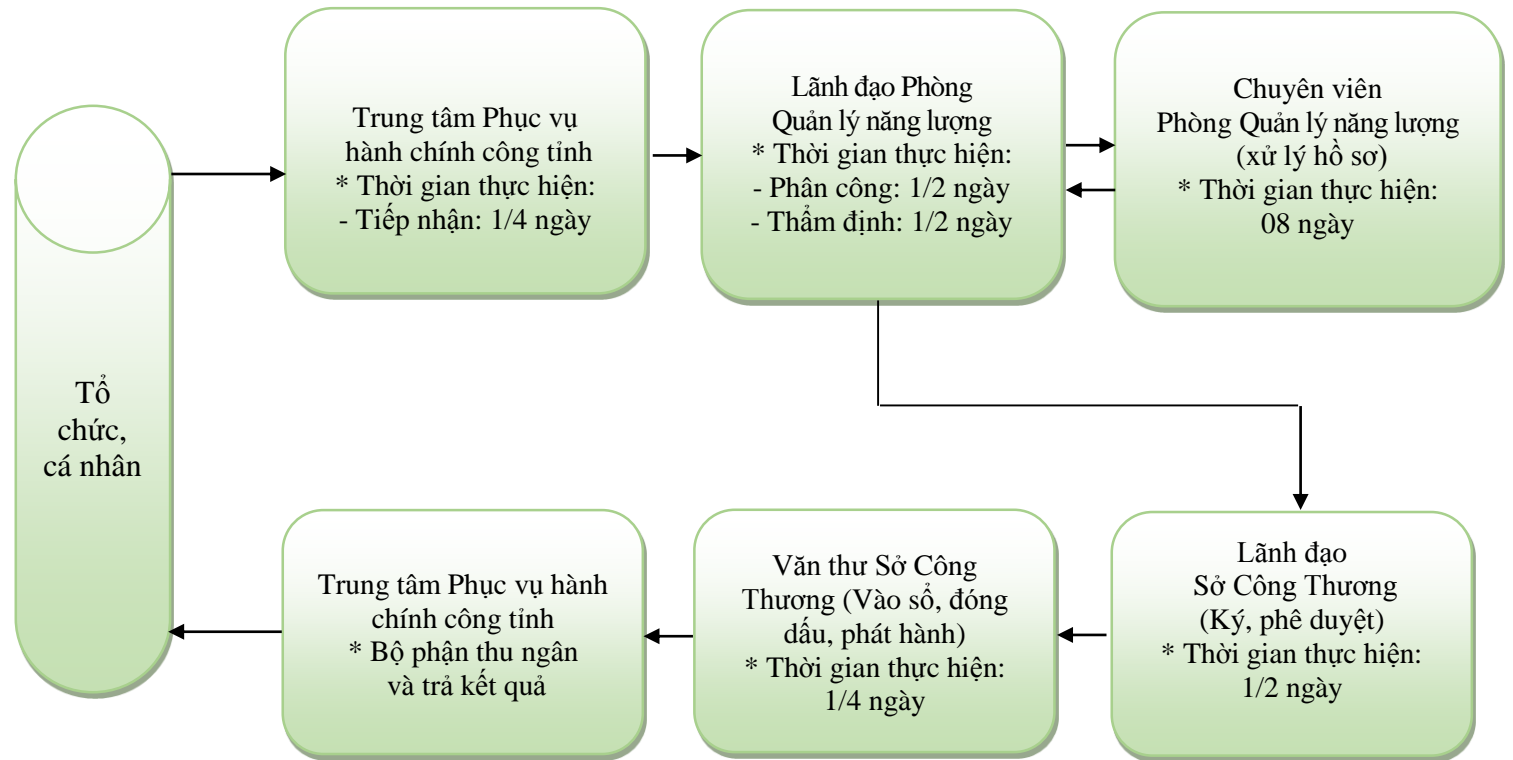 Tổ
chức,
cá nhân
Trung tâm Phục vụ
hành chính công tỉnh
* Thời gian thực hiện:
- Tiếp nhận: 1/4 ngày
Lãnh đạo Phòng
Quản lý năng lượng
* Thời gian thực hiện:
- Phân công: 1/2 ngày
- Thẩm định: 1/2 ngày
Chuyên viên
Phòng Quản lý năng lượng
(xử lý hồ sơ)
* Thời gian thực hiện:
08 ngày
Lãnh đạo
Sở Công Thương
(Ký, phê duyệt)
* Thời gian thực hiện:
1/2 ngày
Văn thư Sở Công
Thương (Vào sổ, đóng
dấu, phát hành)
* Thời gian thực hiện:
1/4 ngày
Trung tâm Phục vụ hành
chính công tỉnh
* Bộ phận thu ngân
và trả kết quả